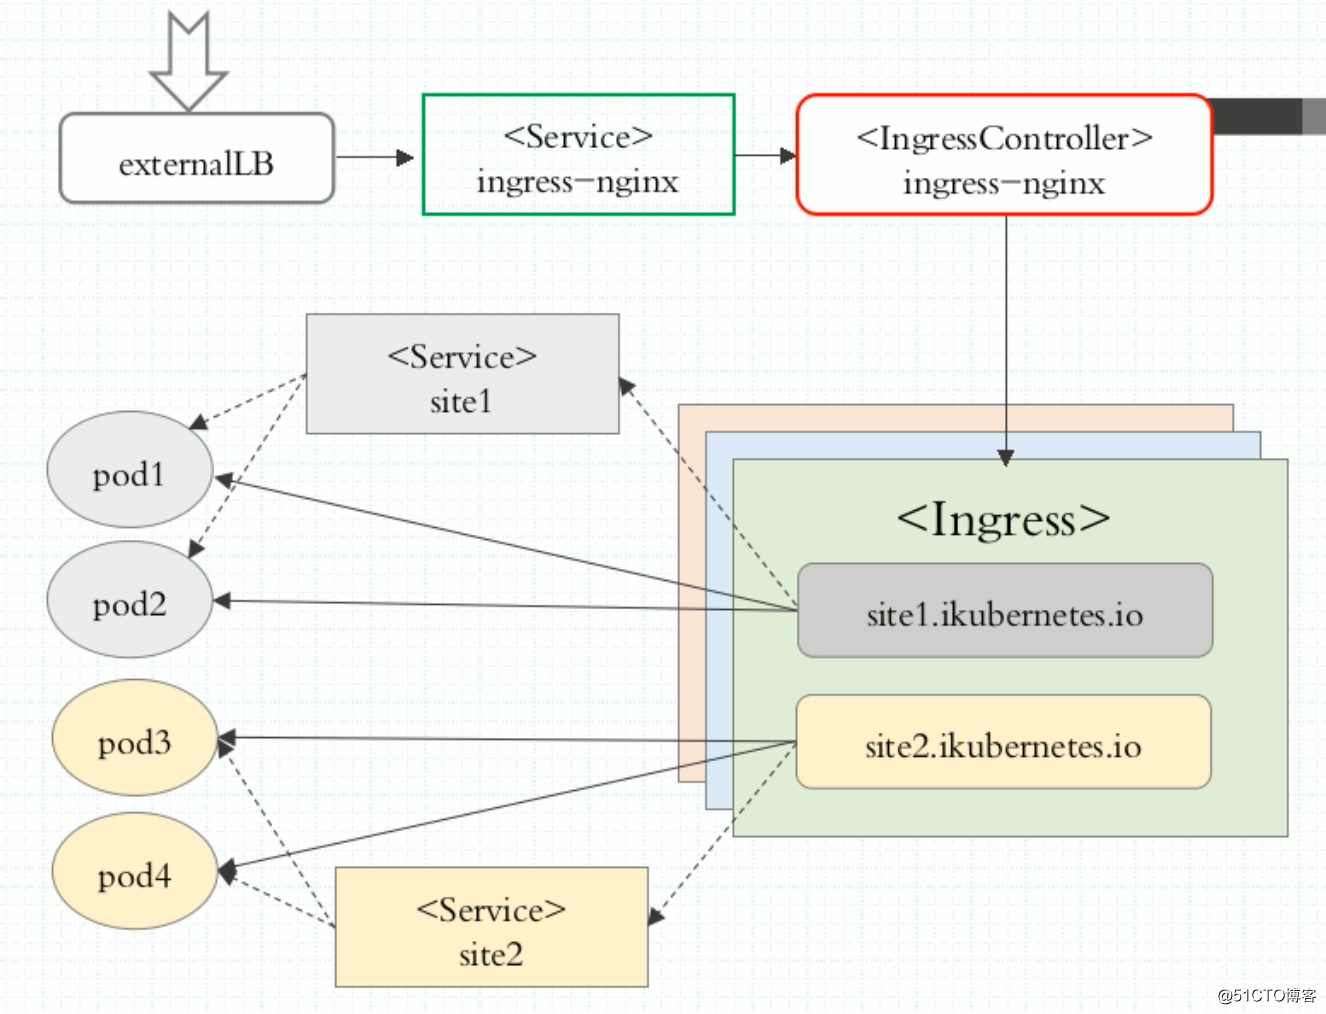 externalLB
<Service>
ingress-nginx
<IngressController>
ingress-nginx
<Service>
site1
pod1
pod2
<Ingress>
site1.ikubernetes.io
site2.ikubernetes.io
pod3
pod4
<Service>
site2
@51CTO博客